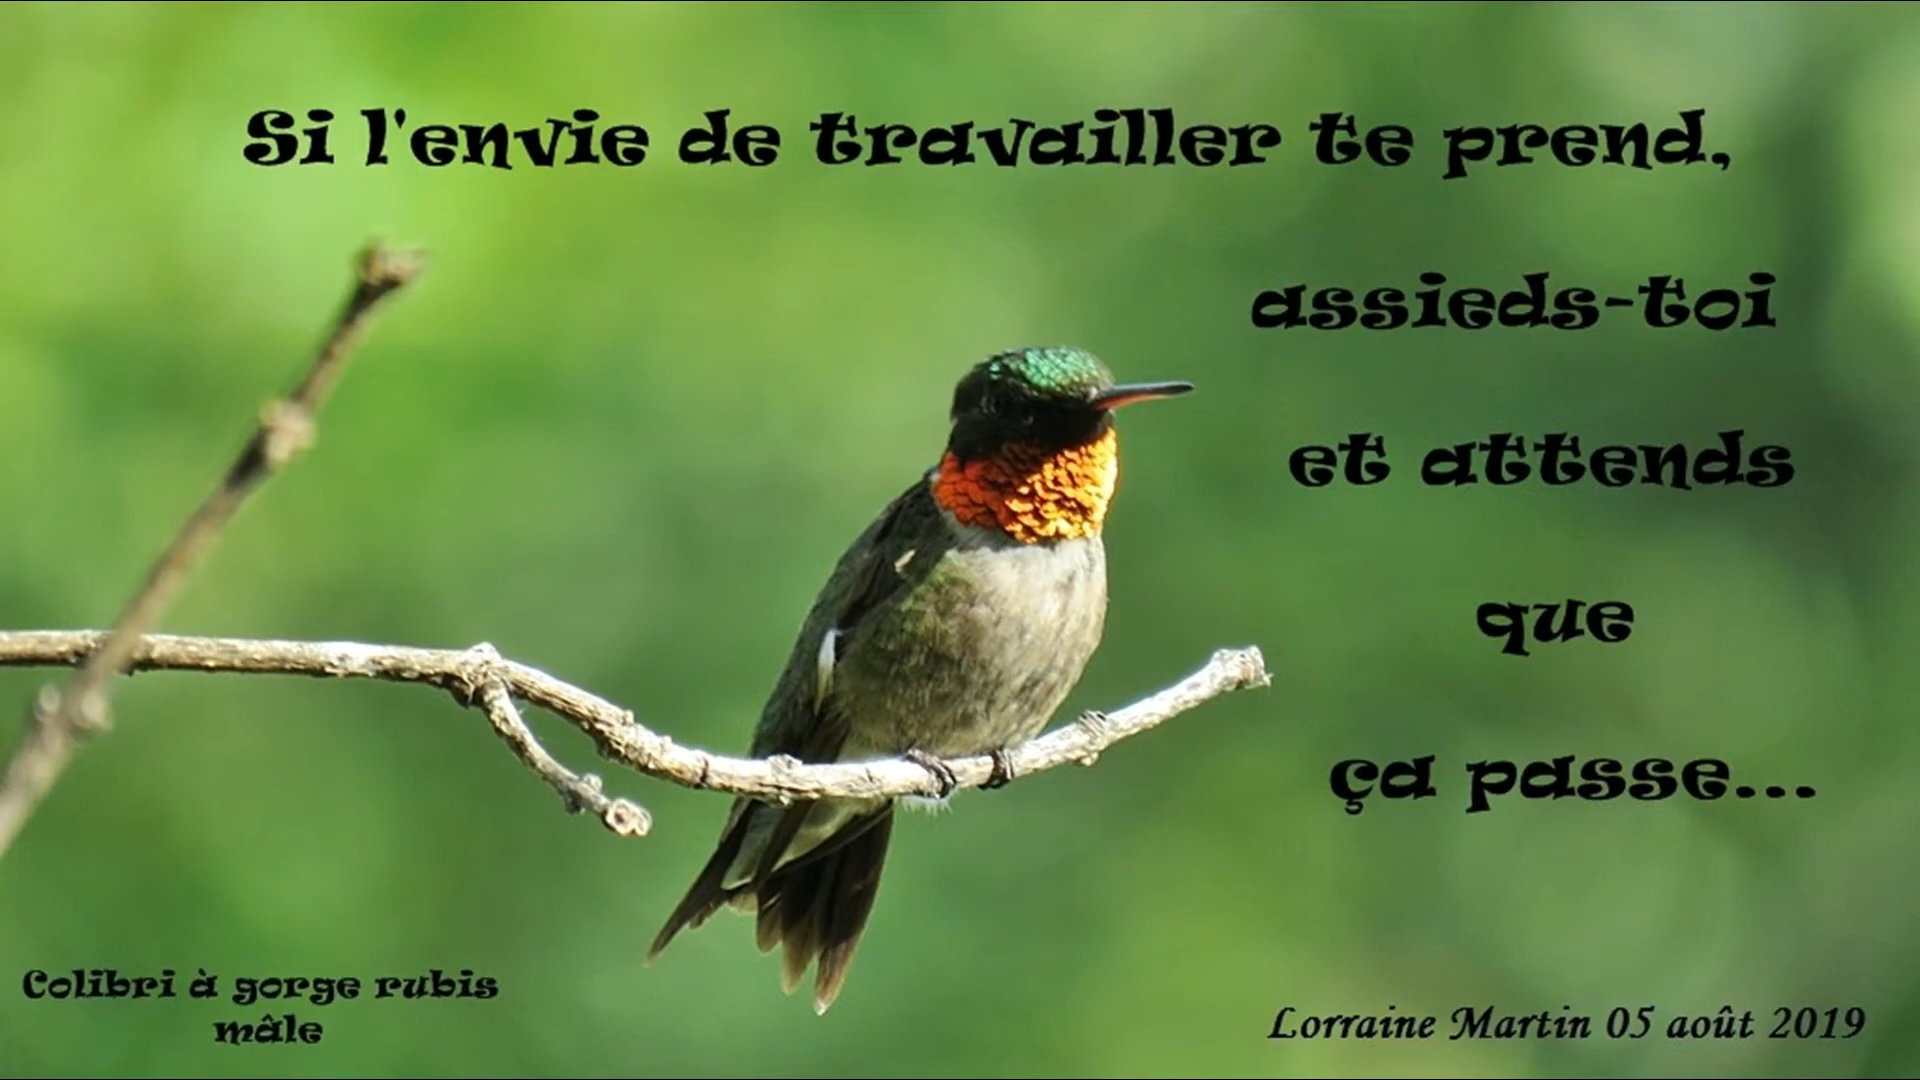 Si l'envie de travailler te prend,
assieds-toi
et attends
que
ça passe...
Colibri à gorge rubis
mâle
Lorraine Martin 05 août 2019